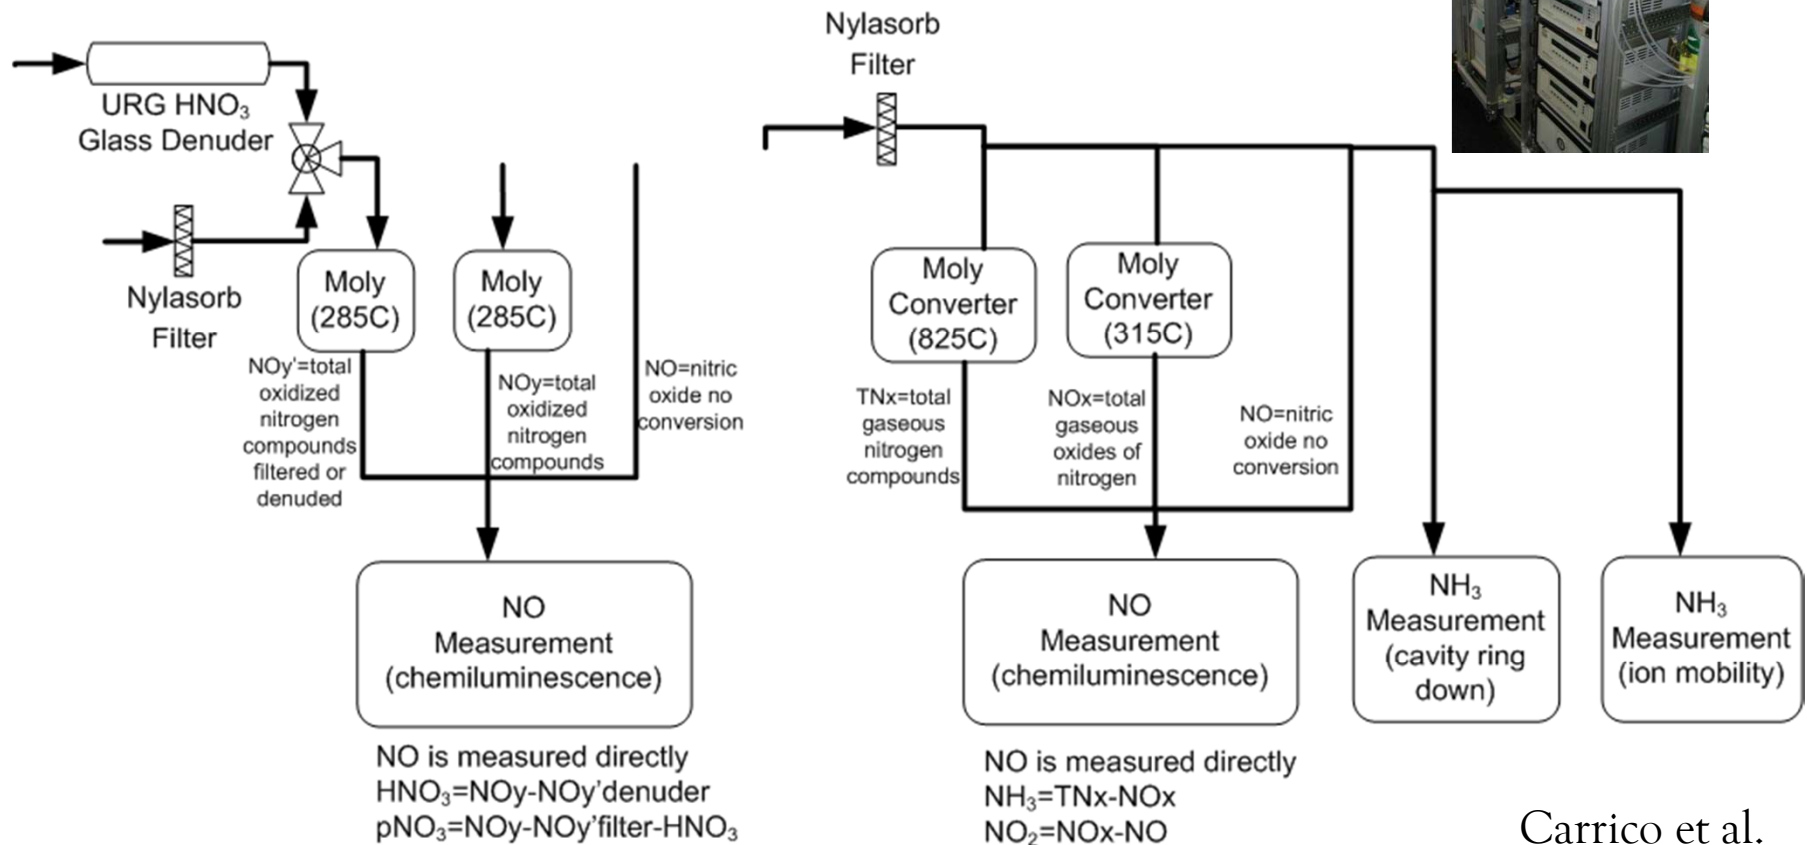 URG HNO₃
Glass Denuder
Nylasorb
Filter
Moly
(285C)
Moly
(285C)
NOy'=total
oxidized
nitrogen
compounds
filtered or
denuded
NOy=total
oxidized
nitrogen
compounds
NO=nitric
oxide no
conversion
NO
Measurement
(chemiluminescence)
NO is measured directly
HNO₃=NOy-NOy'denuder
pNO₃=NOy-NOy'filter-HNO₃
Nylasorb
Filter
Moly
Converter
(825C)
Moly
Converter
(315C)
TNx=total
gaseous
nitrogen
compounds
NOx=total
gaseous
oxides of
nitrogen
NO=nitric
oxide no
conversion
NO
Measurement
(chemiluminescence)
NO is measured directly
NH₃=TNx-NOx
NO₂=NOx-NO
NH₃
Measurement
(cavity ring
down)
NH₃
Measurement
(ion mobility)
Carrico et al.